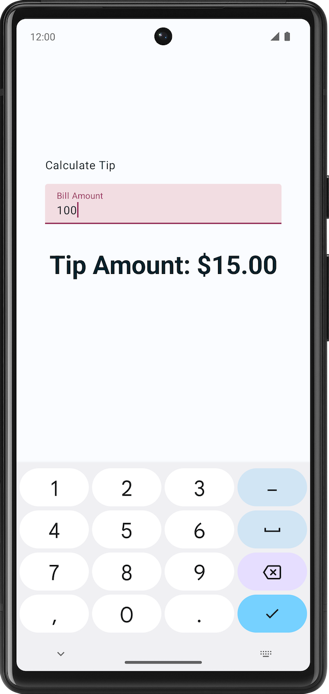 12:00
Calculate Tip
Bill Amount
100
Tip Amount: $15.00
1 2 3 –
4 5 6
7 8 9
, 0 .